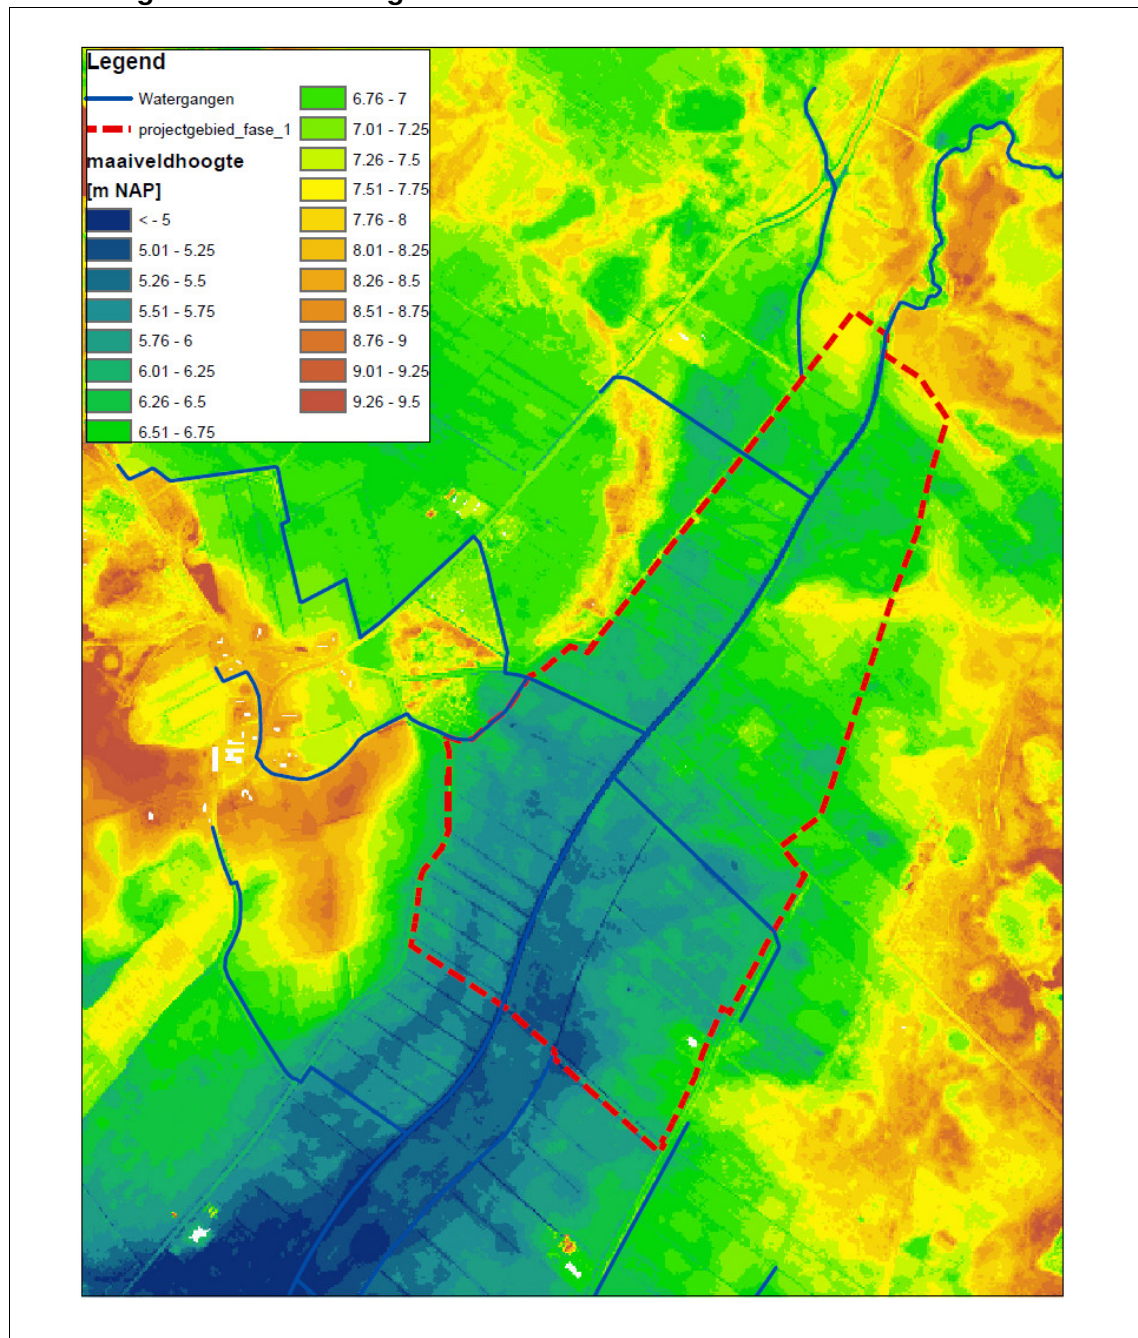 Legend
Watergangen
projectgebied_fase_1
maaiveldhoogte
[m NAP]
< - 5
5.01 - 5.25
5.26 - 5.5
5.51 - 5.75
5.76 - 6
6.01 - 6.25
6.26 - 6.5
6.51 - 6.75
6.76 - 7
7.01 - 7.25
7.26 - 7.5
7.51 - 7.75
7.76 - 8
8.01 - 8.25
8.26 - 8.5
8.51 - 8.75
8.76 - 9
9.01 - 9.25
9.26 - 9.5